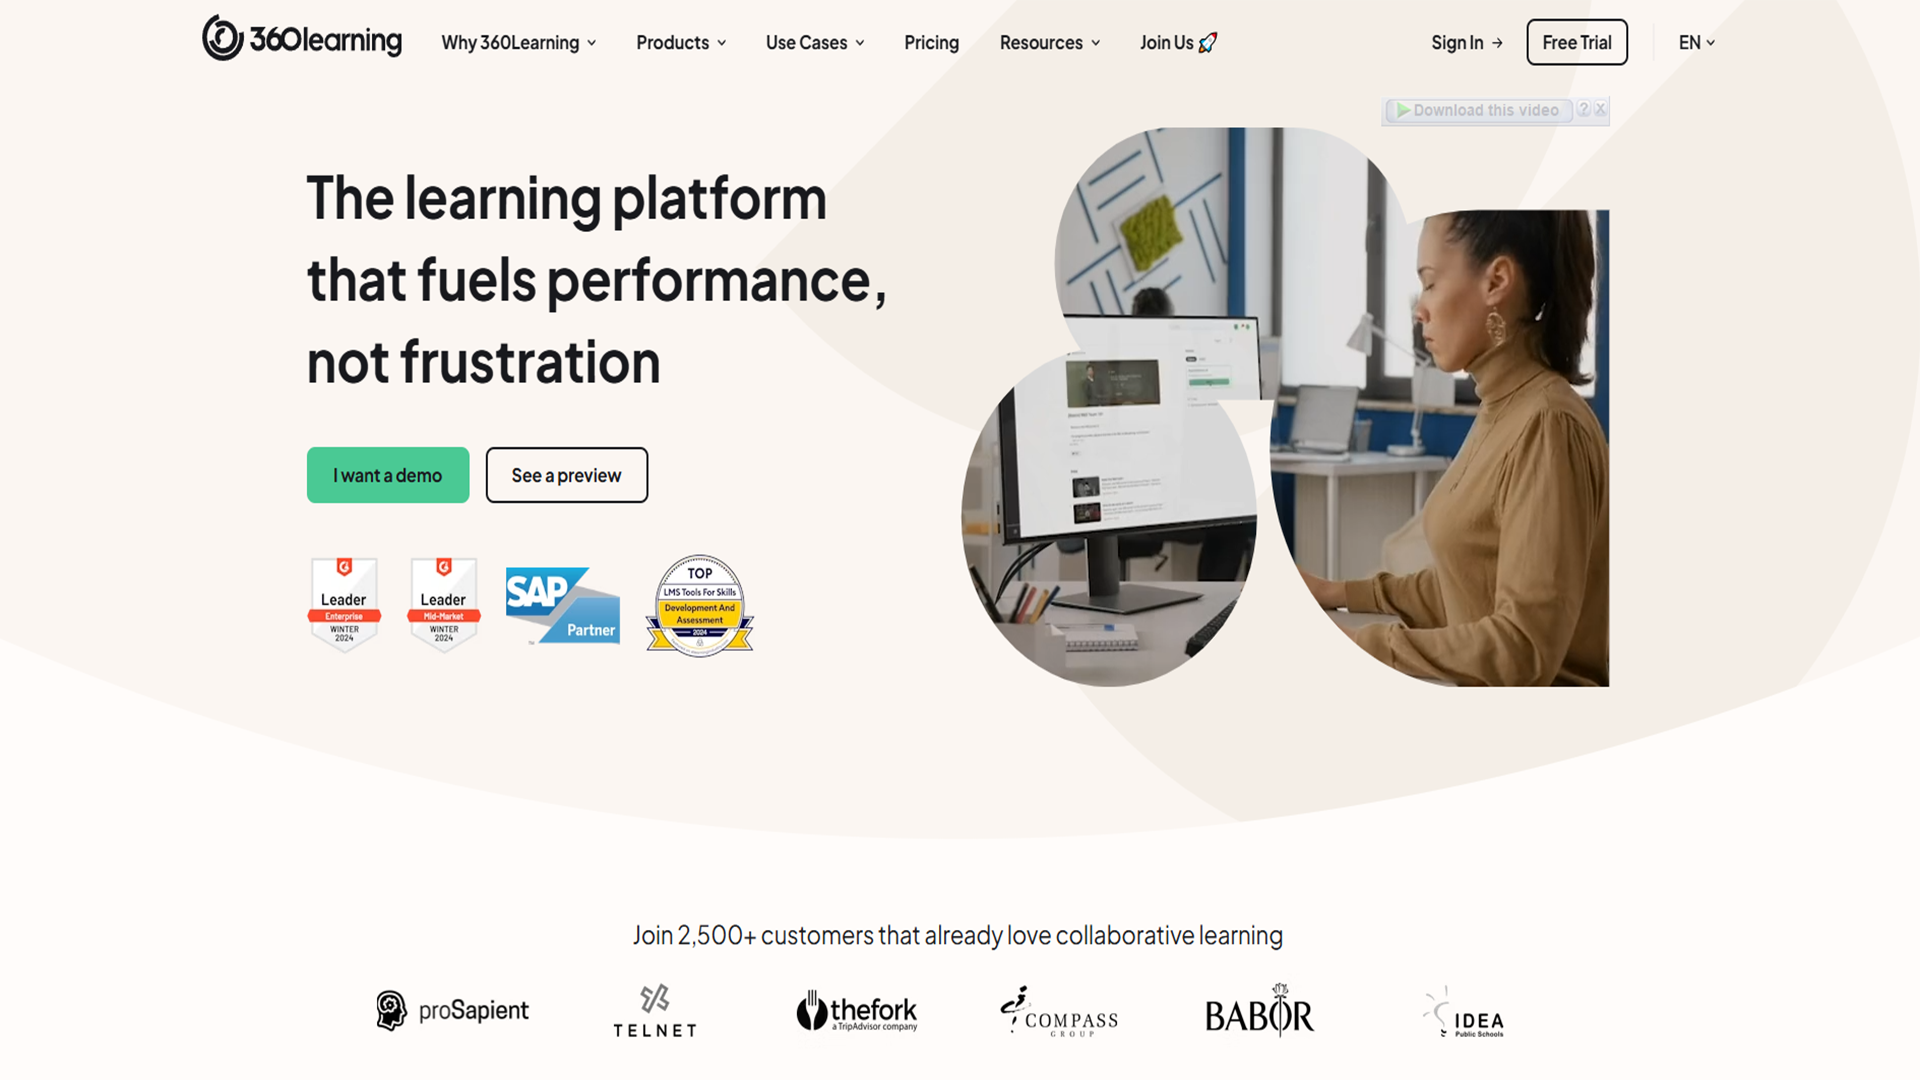 360learning
Why 360Learning
Products
Use Cases
Pricing
Resources
Join Us
Sign In
Free Trial
EN
Download this video
The learning platform
that fuels performance,
not frustration
I want a demo
See a preview
Leader
Enterprise
WINTER
2024
Leader
Mid-Market
WINTER
2024
SAP
Partner
TOP
LMS Tools For Skills
Development And
Assessment
2024
Join 2,500+ customers that already love collaborative learning
proSapient
TELNET
thefork
a TripAdvisor company
COMPASS
GROUP
BABOR
IDEA
Public Schools